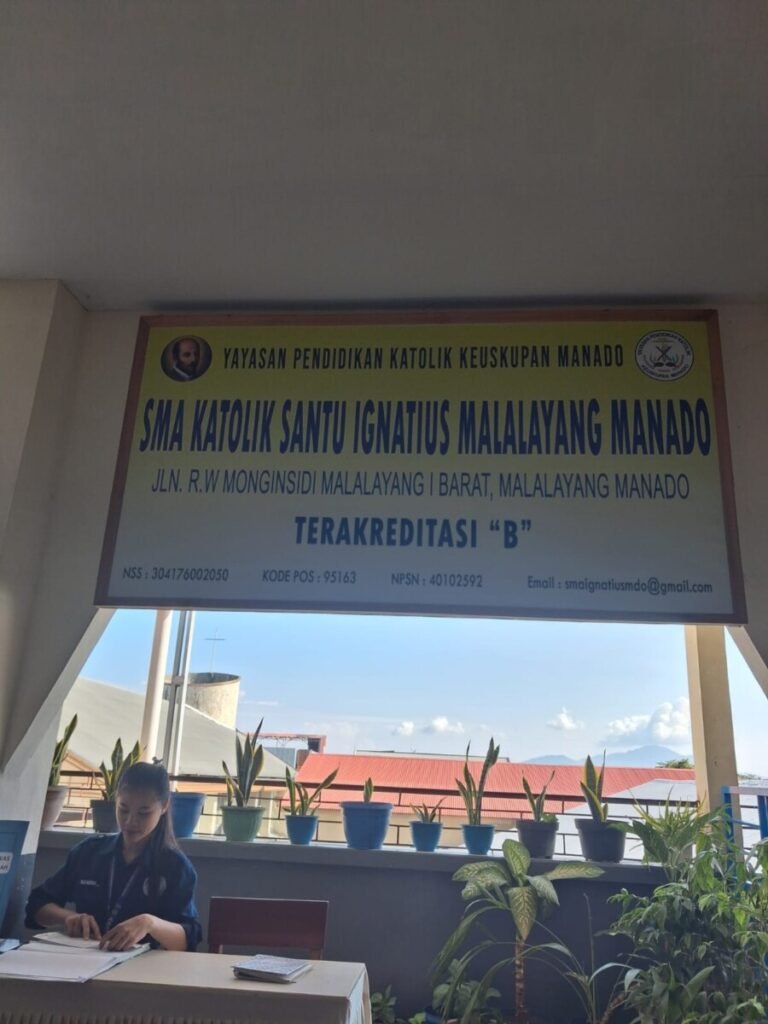 YAYASAN PENDIDIKAN KATOLIK KEUSKUPAN MANADO
SMA KATOLIK SANTU IGNATIUS MALALAYANG MANADO
JLN. R.W MONGINSIDI MALALAYANG I BARAT, MALALAYANG MANADO
TERAKREDITASI "B"
NSS : 304176002050 KODE POS : 95163 NPSN : 40102592 Email : smaignatiusmdo@gmail.com